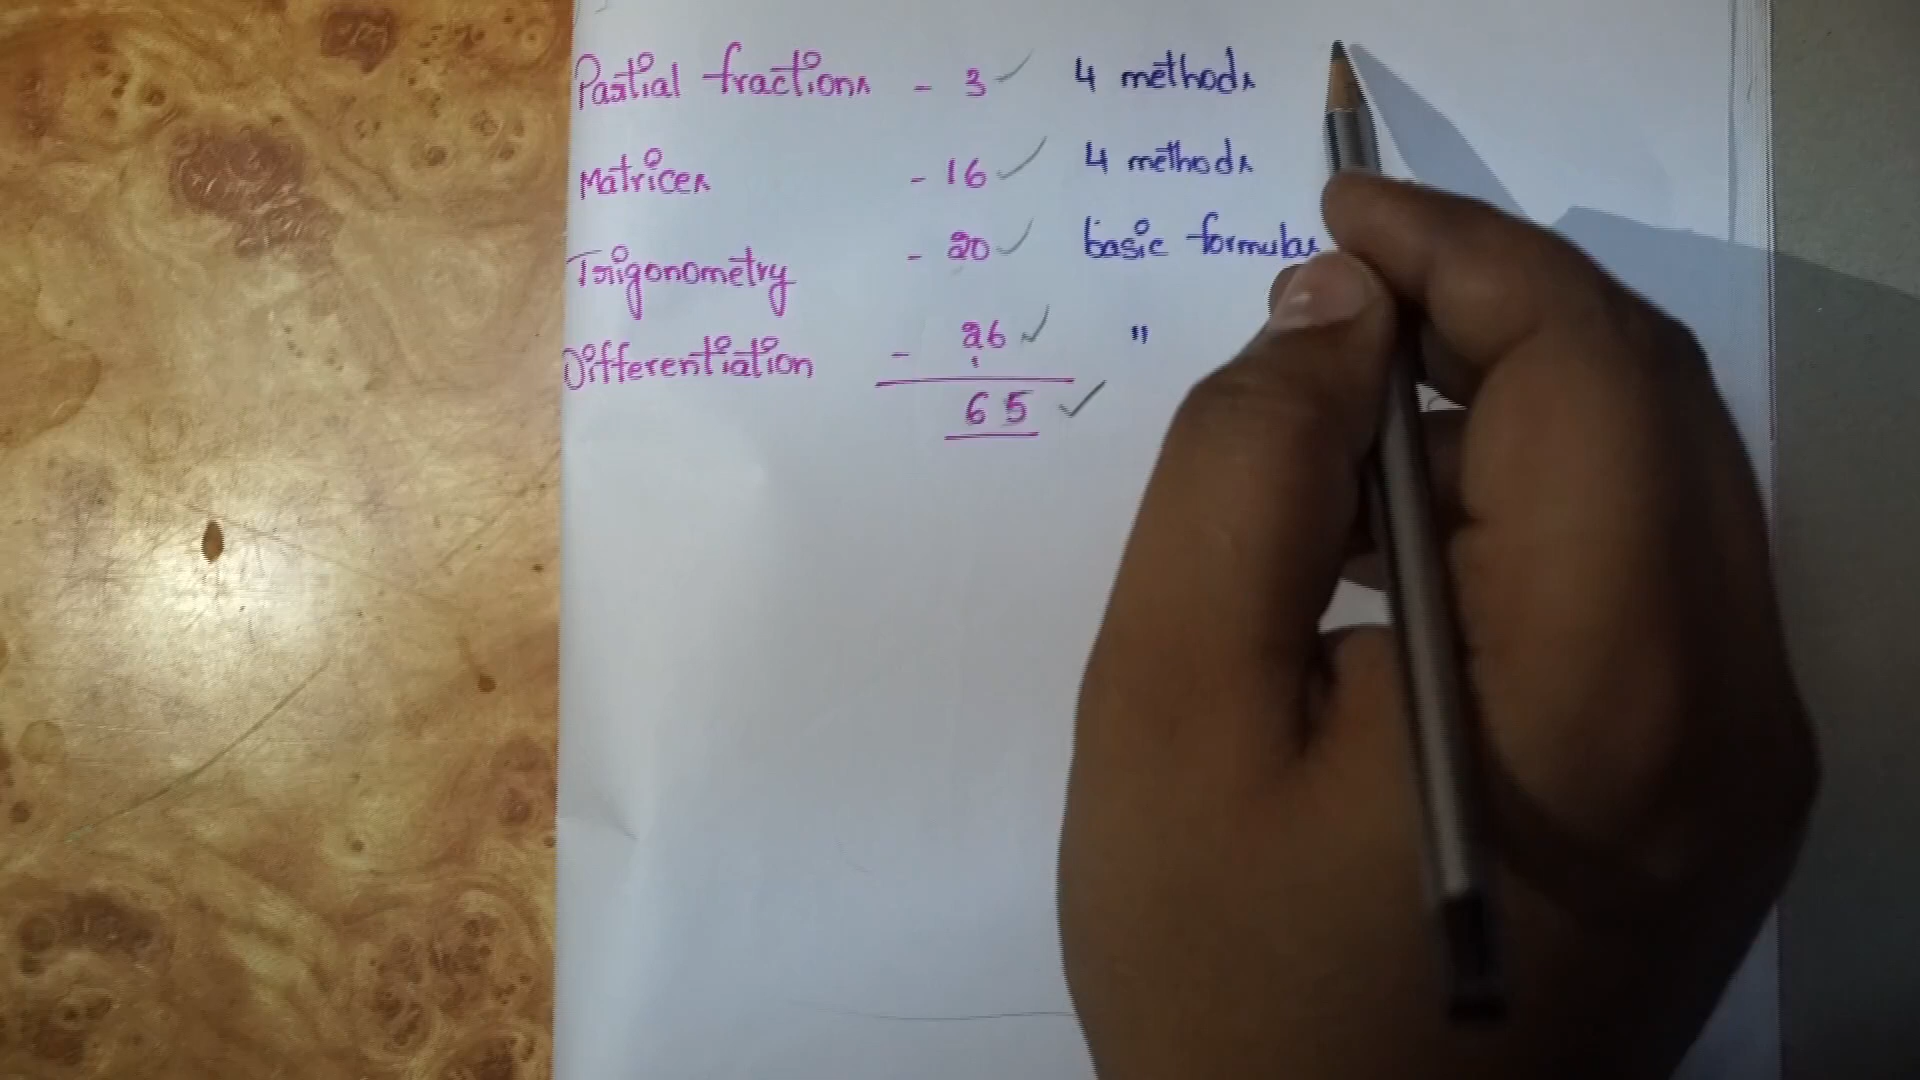 Partial fractions - 3 ✓ 4 methods
Matrices - 16 ✓ 4 methods
Trigonometry - 20 ✓ basic formulas
Differentiation - 26 ✓ "
65 ✓